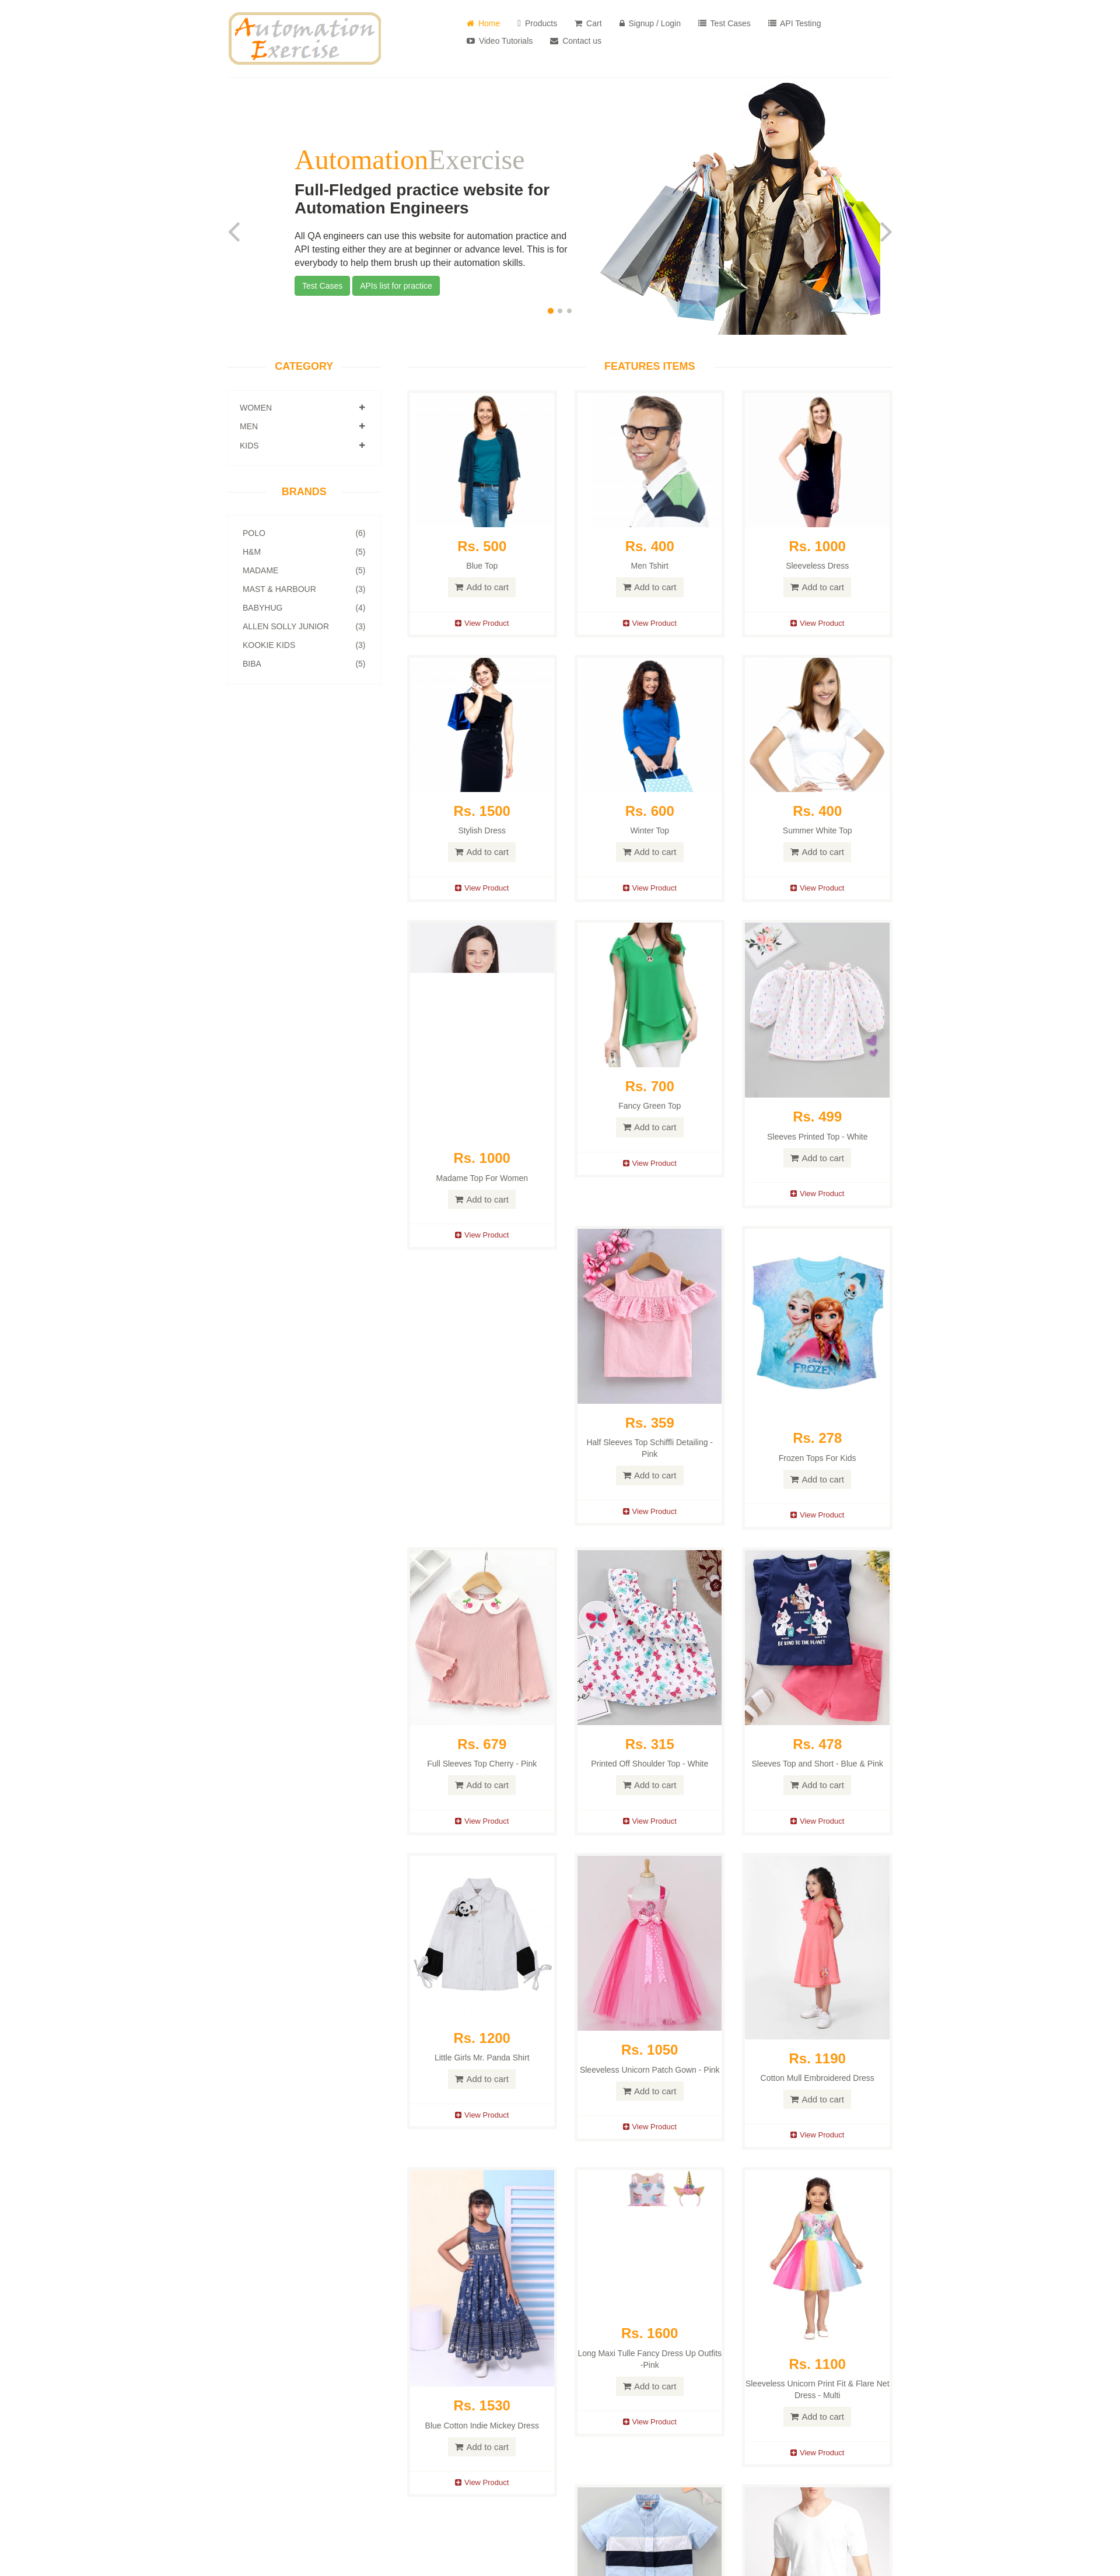 Automation
Exercise
Home
Products
Cart
Signup / Login
Test Cases
API Testing
Video Tutorials
Contact us
AutomationExercise
Full-Fledged practice website for
Automation Engineers
All QA engineers can use this website for automation practice and
API testing either they are at beginner or advance level. This is for
everybody to help them brush up their automation skills.
Test Cases
APIs list for practice
CATEGORY
WOMEN
MEN
KIDS
BRANDS
POLO (6)
H&M (5)
MADAME (5)
MAST & HARBOUR (3)
BABYHUG (4)
ALLEN SOLLY JUNIOR (3)
KOOKIE KIDS (3)
BIBA (5)
FEATURES ITEMS
Rs. 500
Blue Top
Add to cart
View Product
Rs. 400
Men Tshirt
Add to cart
View Product
Rs. 1000
Sleeveless Dress
Add to cart
View Product
Rs. 1500
Stylish Dress
Add to cart
View Product
Rs. 600
Winter Top
Add to cart
View Product
Rs. 400
Summer White Top
Add to cart
View Product
Rs. 1000
Madame Top For Women
Add to cart
View Product
Rs. 700
Fancy Green Top
Add to cart
View Product
Rs. 499
Sleeves Printed Top - White
Add to cart
View Product
Rs. 359
Half Sleeves Top Schiffli Detailing -
Pink
Add to cart
View Product
FROZEN
Rs. 278
Frozen Tops For Kids
Add to cart
View Product
Rs. 679
Full Sleeves Top Cherry - Pink
Add to cart
View Product
Rs. 315
Printed Off Shoulder Top - White
Add to cart
View Product
BE KIND TO THE PLANET
Rs. 478
Sleeves Top and Short - Blue & Pink
Add to cart
View Product
Rs. 1200
Little Girls Mr. Panda Shirt
Add to cart
View Product
Rs. 1050
Sleeveless Unicorn Patch Gown - Pink
Add to cart
View Product
Rs. 1190
Cotton Mull Embroidered Dress
Add to cart
View Product
Rs. 1530
Blue Cotton Indie Mickey Dress
Add to cart
View Product
Rs. 1600
Long Maxi Tulle Fancy Dress Up Outfits
-Pink
Add to cart
View Product
Rs. 1100
Sleeveless Unicorn Print Fit & Flare Net
Dress - Multi
Add to cart
View Product